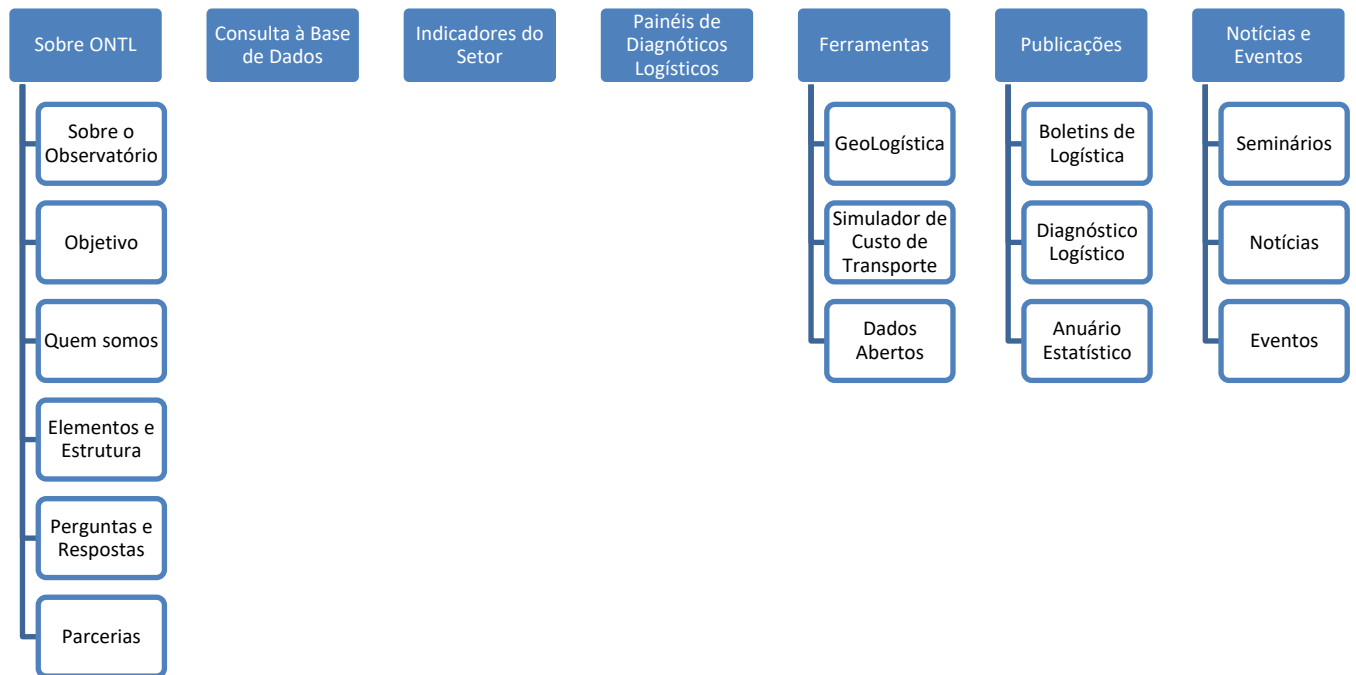 Sobre ONTL
Consulta à Base
de Dados
Indicadores do
Setor
Painéis de
Diagnóticos
Logísticos
Ferramentas
Publicações
Notícias e
Eventos
Sobre o
Observatório
Objetivo
Quem somos
Elementos e
Estrutura
Perguntas e
Respostas
Parcerias
GeoLogística
Simulador de
Custo de
Transporte
Dados
Abertos
Boletins de
Logística
Diagnóstico
Logístico
Anuário
Estatístico
Seminários
Notícias
Eventos